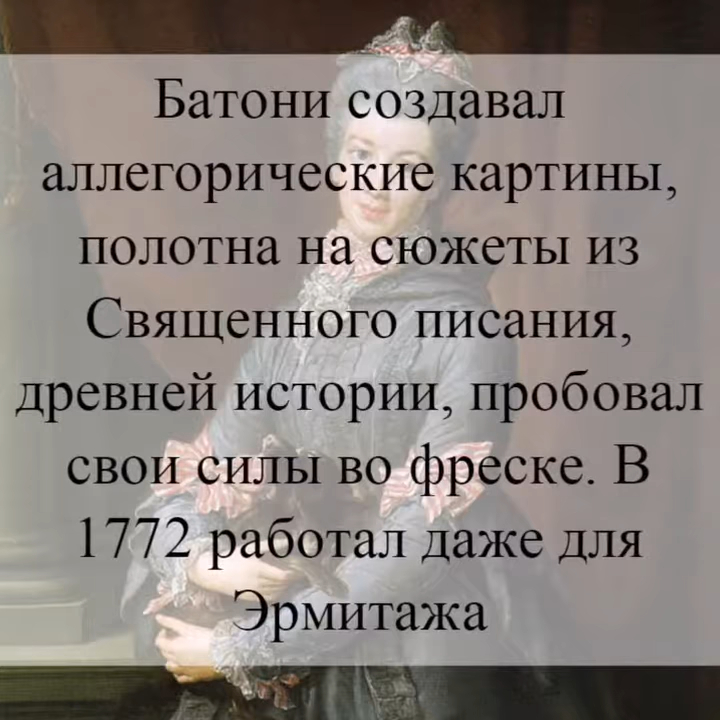 Батони создавал
аллегорические картины,
полотна на сюжеты из
Священного писания,
древней истории, пробовал
свои силы во фреске. В
1772 работал даже для
Эрмитажа